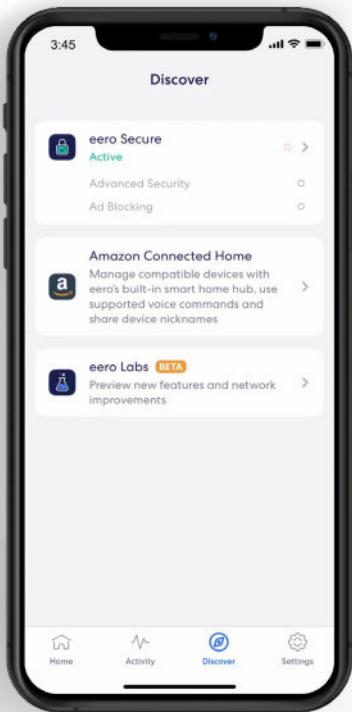 3:45
Discover
eero Secure
Active
Advanced Security
Ad Blocking
Amazon Connected Home
Manage compatible devices with
eero's built-in smart home hub, use
supported voice commands and
share device nicknames
eero Labs BETA
Preview new features and network
improvements
Home Activity Discover Settings